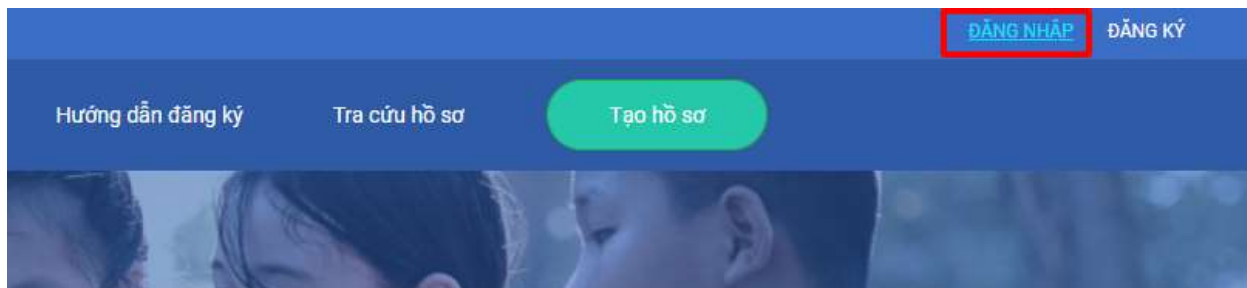 ĐĂNG NHẬP ĐĂNG KÝ
Hướng dẫn đăng ký Tra cứu hồ sơ Tạo hồ sơ